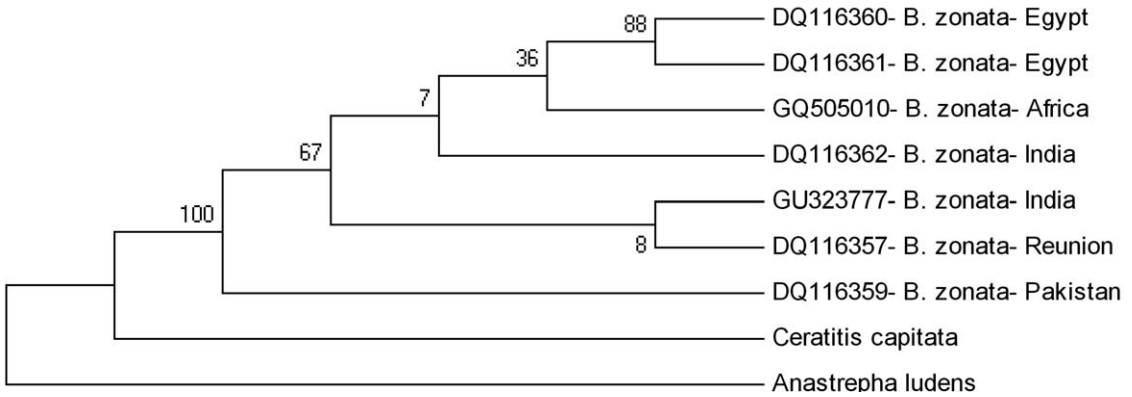 88
DQ116360- B. zonata- Egypt
36
DQ116361- B. zonata- Egypt
7
GQ505010- B. zonata- Africa
67
DQ116362- B. zonata- India
100
GU323777- B. zonata- India
8
DQ116357- B. zonata- Reunion
DQ116359- B. zonata- Pakistan
Ceratitis capitata
Anastrepha ludens